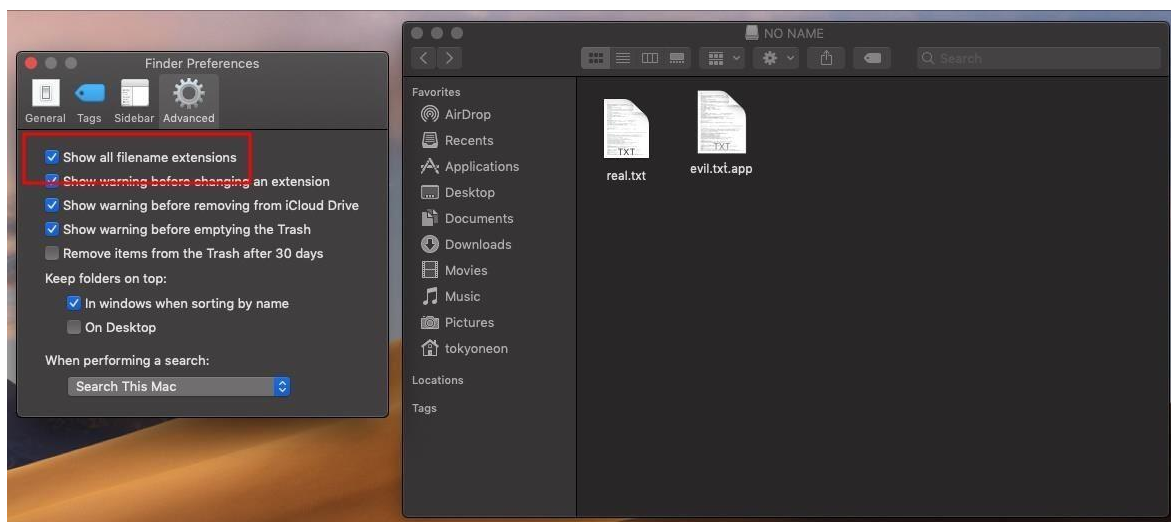 Finder Preferences
General Tags Sidebar Advanced
Show all filename extensions
Show warning before changing an extension
Show warning before removing from iCloud Drive
Show warning before emptying the Trash
Remove items from the Trash after 30 days
Keep folders on top:
In windows when sorting by name
On Desktop
When performing a search:
Search This Mac
NO NAME
Search
Favorites
AirDrop
Recents
Applications
Desktop
Documents
Downloads
Movies
Music
Pictures
tokyoneon
Locations
Tags
TXT
real.txt
TXT
evil.txt.app